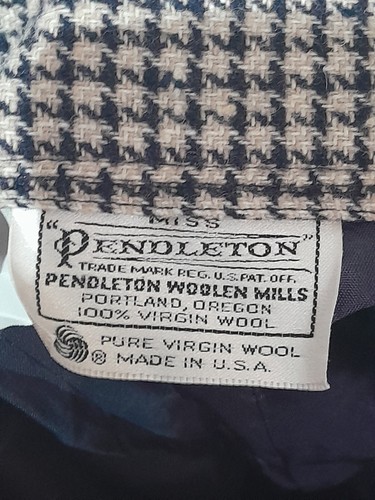 MISS
"PENDLETON"
TRADE MARK REG. U.S. PAT. OFF.
PENDLETON WOOLEN MILLS
PORTLAND, OREGON
100% VIRGIN WOOL
PURE VIRGIN WOOL
® MADE IN U.S.A.